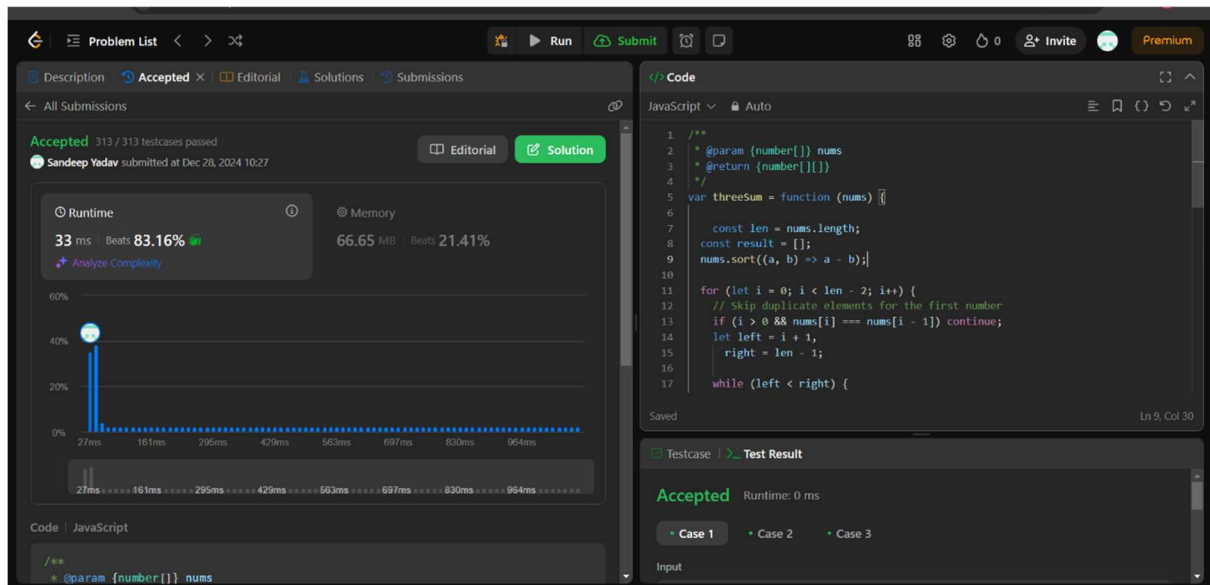 Problem List
Run
Submit
0
Invite
Premium
Description
Accepted
Editorial
Solutions
Submissions
All Submissions
Accepted 313 / 313 testcases passed
Sandeep Yadav submitted at Dec 28, 2024 10:27
Editorial
Solution
Runtime
33 ms Beats 83.16%
Analyze Complexity
Memory
66.65 MB Beats 21.41%
60%
40%
20%
0%
27ms 161ms 295ms 429ms 563ms 697ms 830ms 964ms
27ms 161ms 295ms 429ms 563ms 697ms 830ms 964ms
Code | JavaScript
/**
* @param {number[]} nums
</> Code
JavaScript Auto
1 /**
2 * @param {number[]} nums
3 * @return {number[][]}
4 */
5 var threeSum = function (nums) {
6
7 const len = nums.length;
8 const result = [];
9 nums.sort((a, b) => a - b);
10
11 for (let i = 0; i < len - 2; i++) {
12 // Skip duplicate elements for the first number
13 if (i > 0 && nums[i] === nums[i - 1]) continue;
14 let left = i + 1,
15 right = len - 1;
16
17 while (left < right) {
Saved
Ln 9, Col 30
Testcase
Test Result
Accepted Runtime: 0 ms
Case 1
Case 2
Case 3
Input